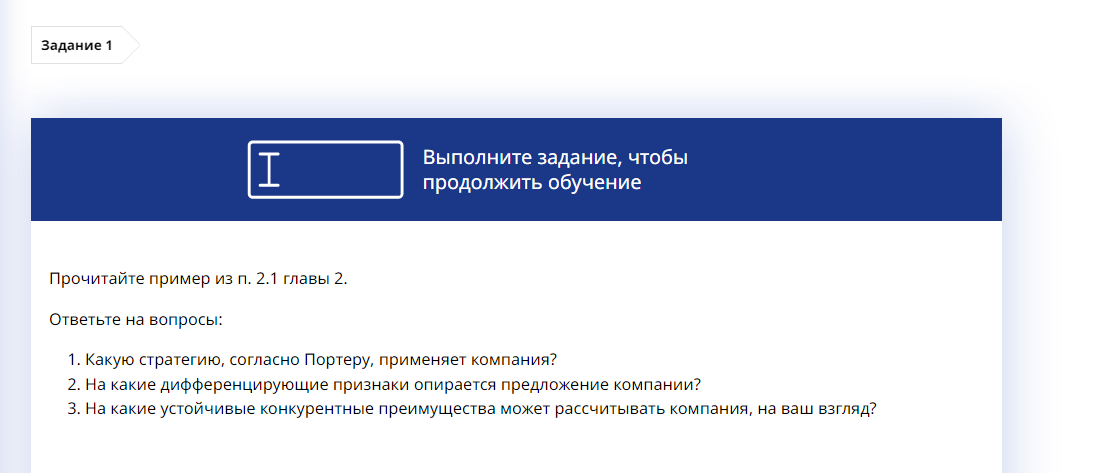 Задание 1
Выполните задание, чтобы
продолжить обучение
Прочитайте пример из п. 2.1 главы 2.
Ответьте на вопросы:
1. Какую стратегию, согласно Портеру, применяет компания?
2. На какие дифференцирующие признаки опирается предложение компании?
3. На какие устойчивые конкурентные преимущества может рассчитывать компания, на ваш взгляд?